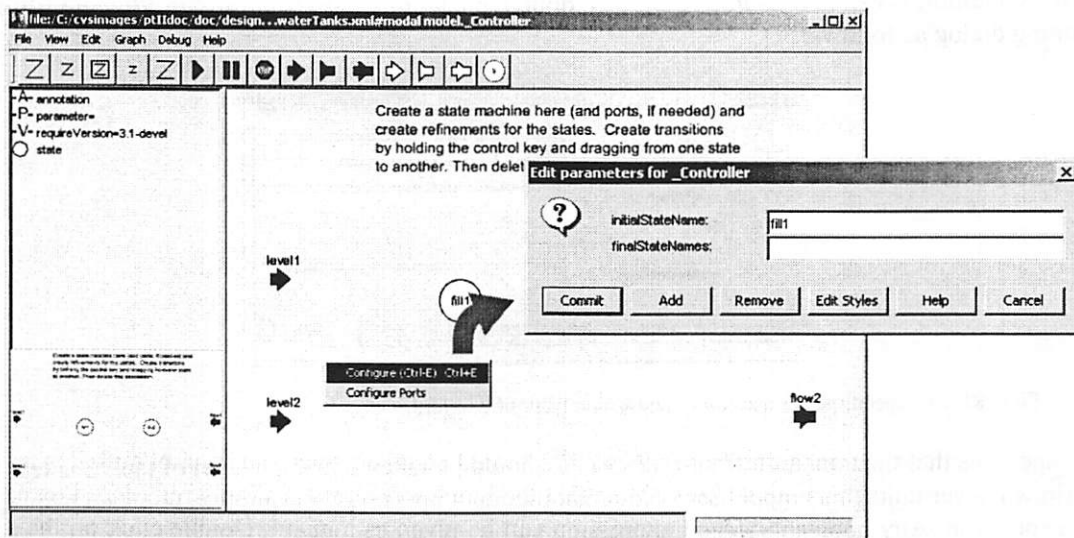 file:/C:/cvsimages/ptIIdoc/doc/design...waterTanks.xml#modal model._Controller
File View Edit Graph Debug Help
A- annotation
P- parameter=
V- requireVersion=3.1-devel
state
Create a state machine here (and ports, if needed) and
create refinements for the states. Create transitions
by holding the control key and dragging from one state
to another. Then delet
Edit parameters for _Controller
initialStateName: fill1
finalStateNames:
Commit Add Remove Edit Styles Help Cancel
level1
fill1
Configure (Ctrl-E) Ctrl+E
Configure Ports
level2
flow2